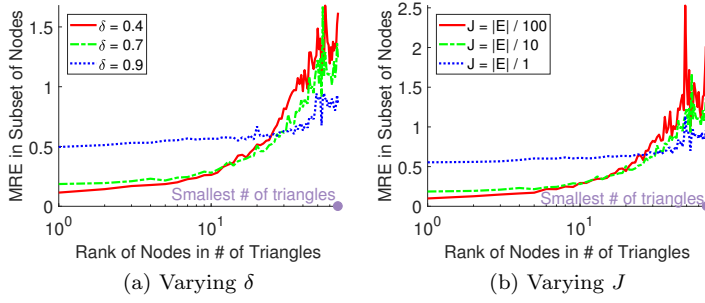 MRE in Subset of Nodes
1.5
1
0.5
0
δ = 0.4
δ = 0.7
δ = 0.9
Smallest # of triangles
10^0
10^1
Rank of Nodes in # of Triangles
(a) Varying δ
MRE in Subset of Nodes
2.5
2
1.5
1
0.5
0
J = |E| / 100
J = |E| / 10
J = |E| / 1
Smallest # of triangles
10^0
10^1
Rank of Nodes in # of Triangles
(b) Varying J